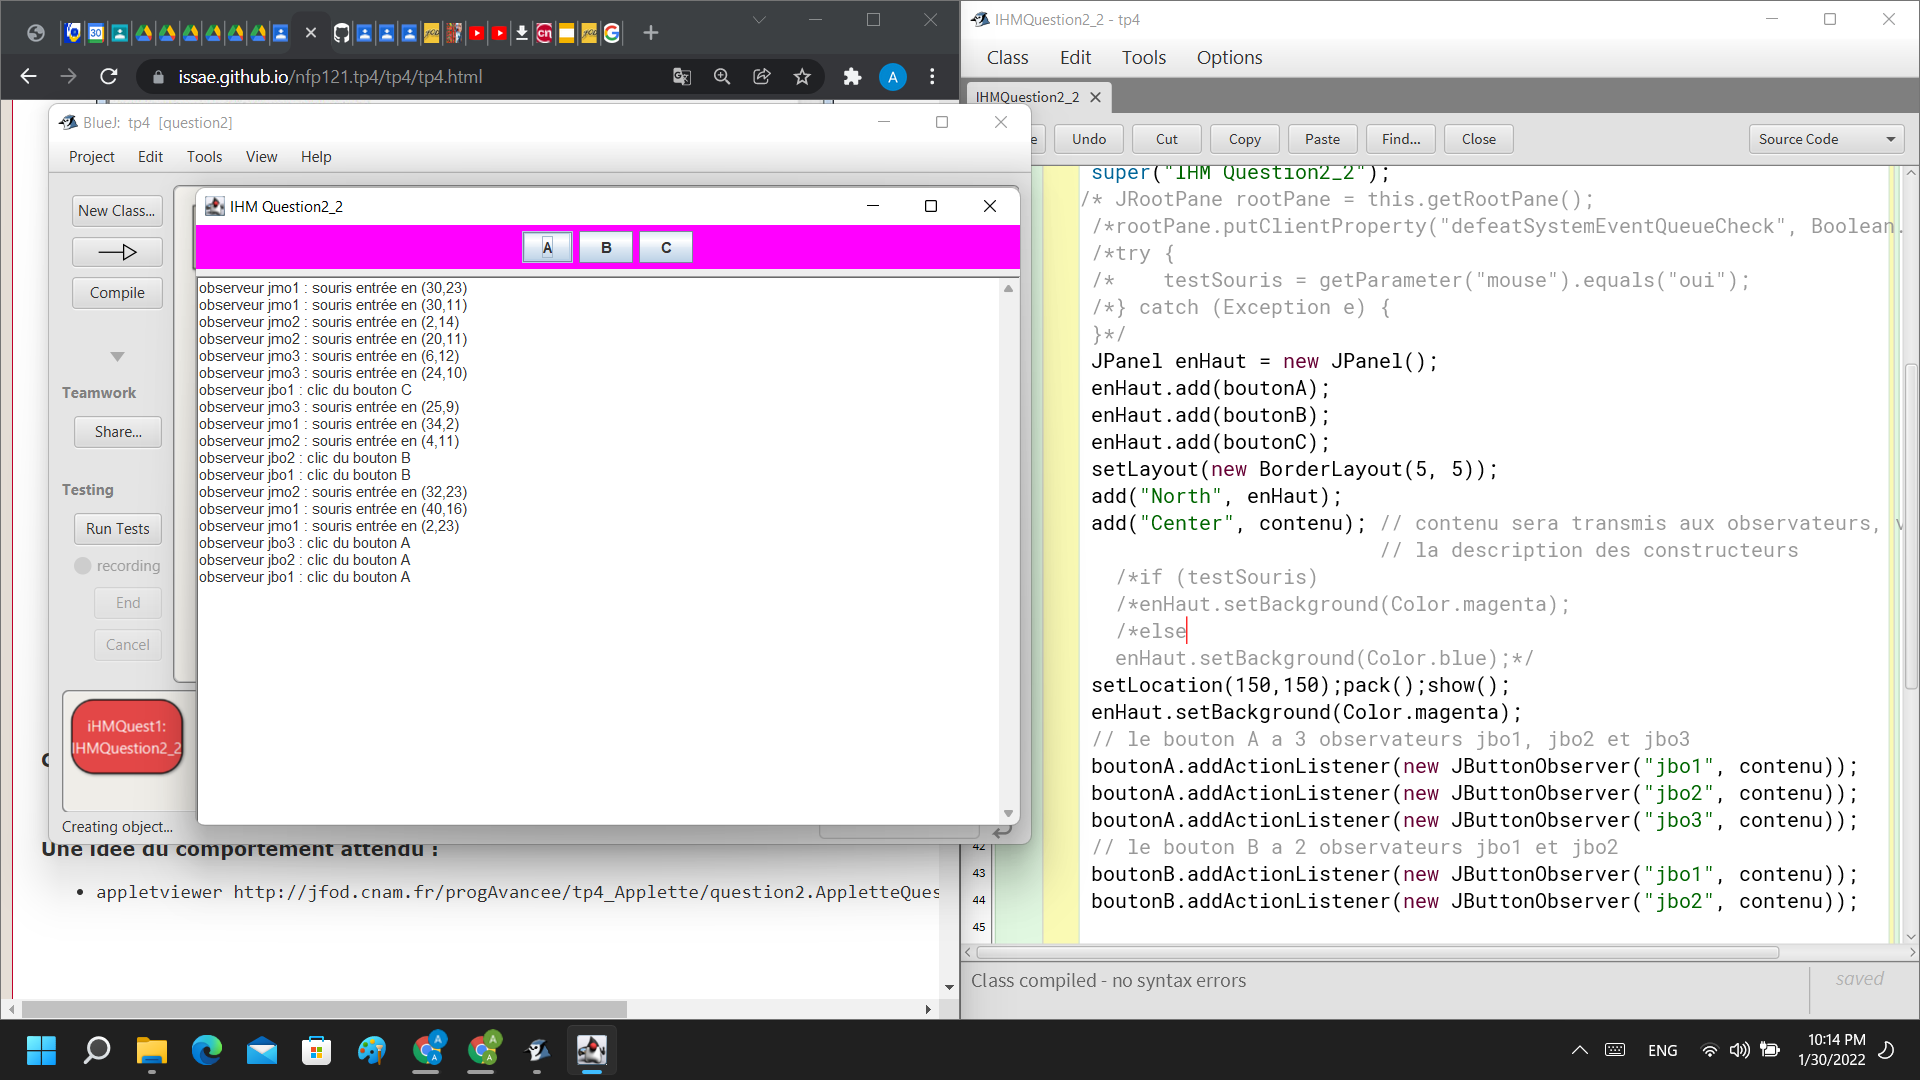 issae.github.io/nfp121.tp4/tp4/tp4.html
A
BlueJ: tp4 [question2]
Project Edit Tools View Help
New Class...
Compile
Teamwork
Share...
Testing
Run Tests
recording
End
Cancel
iHMQuest1:
IHMQuestion2_2
Creating object...
IHM Question2_2
A B C
observeur jmo1 : souris entrée en (30,23)
observeur jmo1 : souris entrée en (30,11)
observeur jmo2 : souris entrée en (2,14)
observeur jmo2 : souris entrée en (20,11)
observeur jmo3 : souris entrée en (6,12)
observeur jmo3 : souris entrée en (24,10)
observeur jbo1 : clic du bouton C
observeur jmo3 : souris entrée en (25,9)
observeur jmo1 : souris entrée en (34,2)
observeur jmo2 : souris entrée en (4,11)
observeur jbo2 : clic du bouton B
observeur jbo1 : clic du bouton B
observeur jmo2 : souris entrée en (32,23)
observeur jmo1 : souris entrée en (40,16)
observeur jmo1 : souris entrée en (2,23)
observeur jbo3 : clic du bouton A
observeur jbo2 : clic du bouton A
observeur jbo1 : clic du bouton A
Une idée du comportement attendu :
• appletviewer http://jfod.cnam.fr/progAvancee/tp4_Applette/question2.AppletteQues
IHMQuestion2_2 - tp4
Class Edit Tools Options
IHMQuestion2_2
Undo Cut Copy Paste Find... Close Source Code
super("IHM Question2_2");
/* JRootPane rootPane = this.getRootPane();
/*rootPane.putClientProperty("defeatSystemEventQueueCheck", Boolean.
/*try {
/* testSouris = getParameter("mouse").equals("oui");
/*} catch (Exception e) {
}*/
JPanel enHaut = new JPanel();
enHaut.add(boutonA);
enHaut.add(boutonB);
enHaut.add(boutonC);
setLayout(new BorderLayout(5, 5));
add("North", enHaut);
add("Center", contenu); // contenu sera transmis aux observateurs, v
// la description des constructeurs
/*if (testSouris)
/*enHaut.setBackground(Color.magenta);
/*else
enHaut.setBackground(Color.blue);*/
setLocation(150,150);pack();show();
enHaut.setBackground(Color.magenta);
// le bouton A a 3 observateurs jbo1, jbo2 et jbo3
boutonA.addActionListener(new JButtonObserver("jbo1", contenu));
boutonA.addActionListener(new JButtonObserver("jbo2", contenu));
boutonA.addActionListener(new JButtonObserver("jbo3", contenu));
42 // le bouton B a 2 observateurs jbo1 et jbo2
43 boutonB.addActionListener(new JButtonObserver("jbo1", contenu));
44 boutonB.addActionListener(new JButtonObserver("jbo2", contenu));
45
Class compiled - no syntax errors
saved
ENG
10:14 PM
1/30/2022